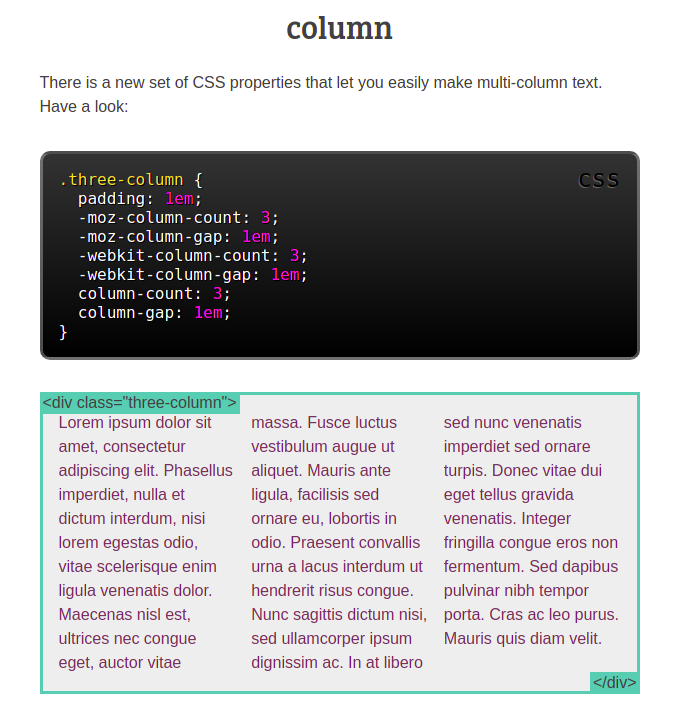 column
There is a new set of CSS properties that let you easily make multi-column text.
Have a look:
CSS
.three-column {
  padding: 1em;
  -moz-column-count: 3;
  -moz-column-gap: 1em;
  -webkit-column-count: 3;
  -webkit-column-gap: 1em;
  column-count: 3;
  column-gap: 1em;
}
<div class="three-column">
Lorem ipsum dolor sit
amet, consectetur
adipiscing elit. Phasellus
imperdiet, nulla et
dictum interdum, nisi
lorem egestas odio,
vitae scelerisque enim
ligula venenatis dolor.
Maecenas nisl est,
ultrices nec congue
eget, auctor vitae
massa. Fusce luctus
vestibulum augue ut
aliquet. Mauris ante
ligula, facilisis sed
ornare eu, lobortis in
odio. Praesent convallis
urna a lacus interdum ut
hendrerit risus congue.
Nunc sagittis dictum nisi,
sed ullamcorper ipsum
dignissim ac. In at libero
sed nunc venenatis
imperdiet sed ornare
turpis. Donec vitae dui
eget tellus gravida
venenatis. Integer
fringilla congue eros non
fermentum. Sed dapibus
pulvinar nibh tempor
porta. Cras ac leo purus.
Mauris quis diam velit.
</div>